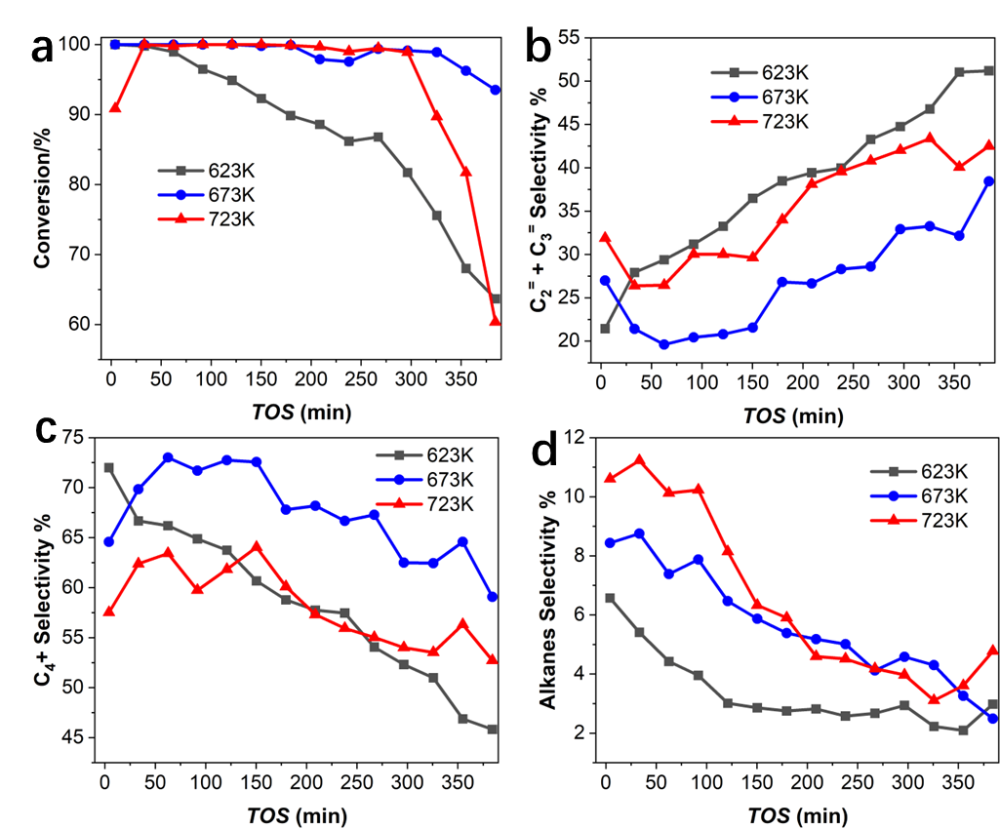 a
Conversion/%
100
90
80
70
60
623K
673K
723K
0 50 100 150 200 250 300 350
TOS (min)
b
C₂⁼ + C₃⁼ Selectivity %
55
50
45
40
35
30
25
20
623K
673K
723K
0 50 100 150 200 250 300 350
TOS (min)
c
C₄+ Selectivity %
75
70
65
60
55
50
45
623K
673K
723K
0 50 100 150 200 250 300 350
TOS (min)
d
Alkanes Selectivity %
12
10
8
6
4
2
623K
673K
723K
0 50 100 150 200 250 300 350
TOS (min)